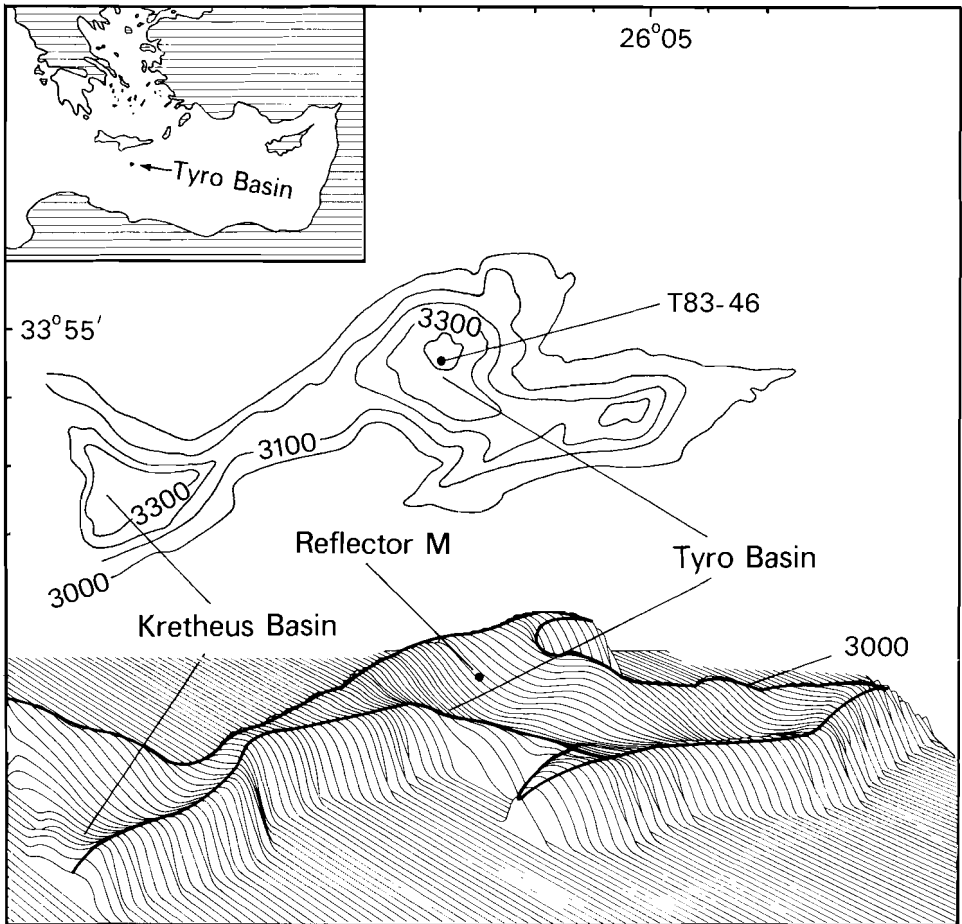 26°05
Tyro Basin
T83-46
33°55'
3300
3100
3300
Reflector M
Tyro Basin
3000
Kretheus Basin
3000